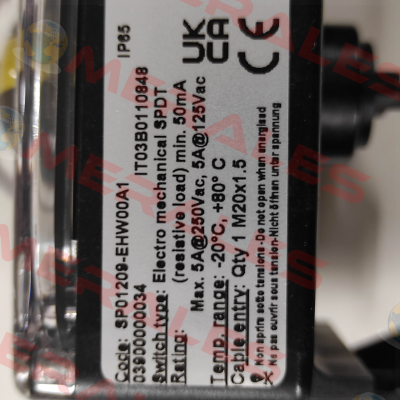 Code: SP01209-EHW00A1 IP65
03900000034 IT03B0110848
Switch type: Electro mechanical SPDT
Rating: (resistive load) min. 50mA
Max. 5A@250Vac, 5A@125Vac
Temp. range: -20°C, +80° C
Cable entry: Qty 1 M20x1.5
Non aprire sotto tensione - Do not open when energised
Ne pas ouvrir sous tension-Nicht öffnen unter spannung
UK
CA
CE
MERALES